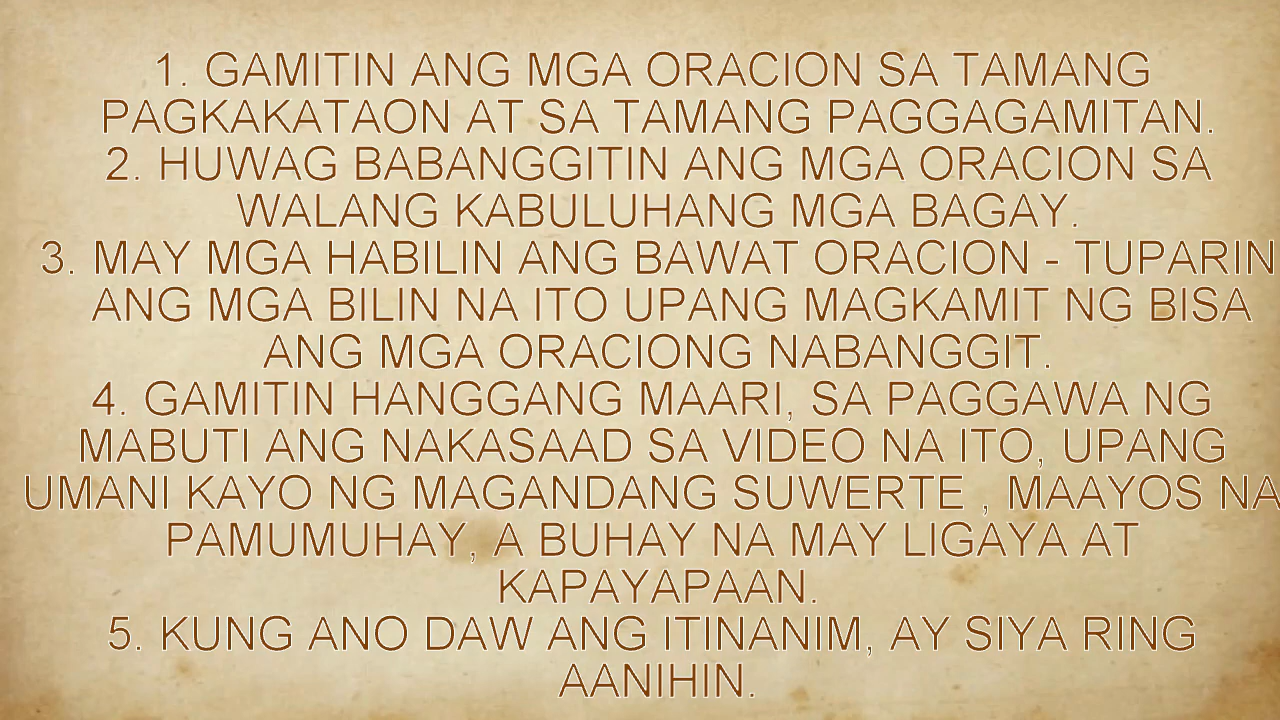 1. GAMITIN ANG MGA ORACION SA TAMANG
PAGKAKATAON AT SA TAMANG PAGGAGAMITAN.
2. HUWAG BABANGGITIN ANG MGA ORACION SA
WALANG KABULUHANG MGA BAGAY.
3. MAY MGA HABILIN ANG BAWAT ORACION - TUPARIN
ANG MGA BILIN NA ITO UPANG MAGKAMIT NG BISA
ANG MGA ORACIONG NABANGGIT.
4. GAMITIN HANGGANG MAARI, SA PAGGAWA NG
MABUTI ANG NAKASAAD SA VIDEO NA ITO, UPANG
UMANI KAYO NG MAGANDANG SUWERTE , MAAYOS NA
PAMUMUHAY, A BUHAY NA MAY LIGAYA AT
KAPAYAPAAN.
5. KUNG ANO DAW ANG ITINANIM, AY SIYA RING
AANIHIN.